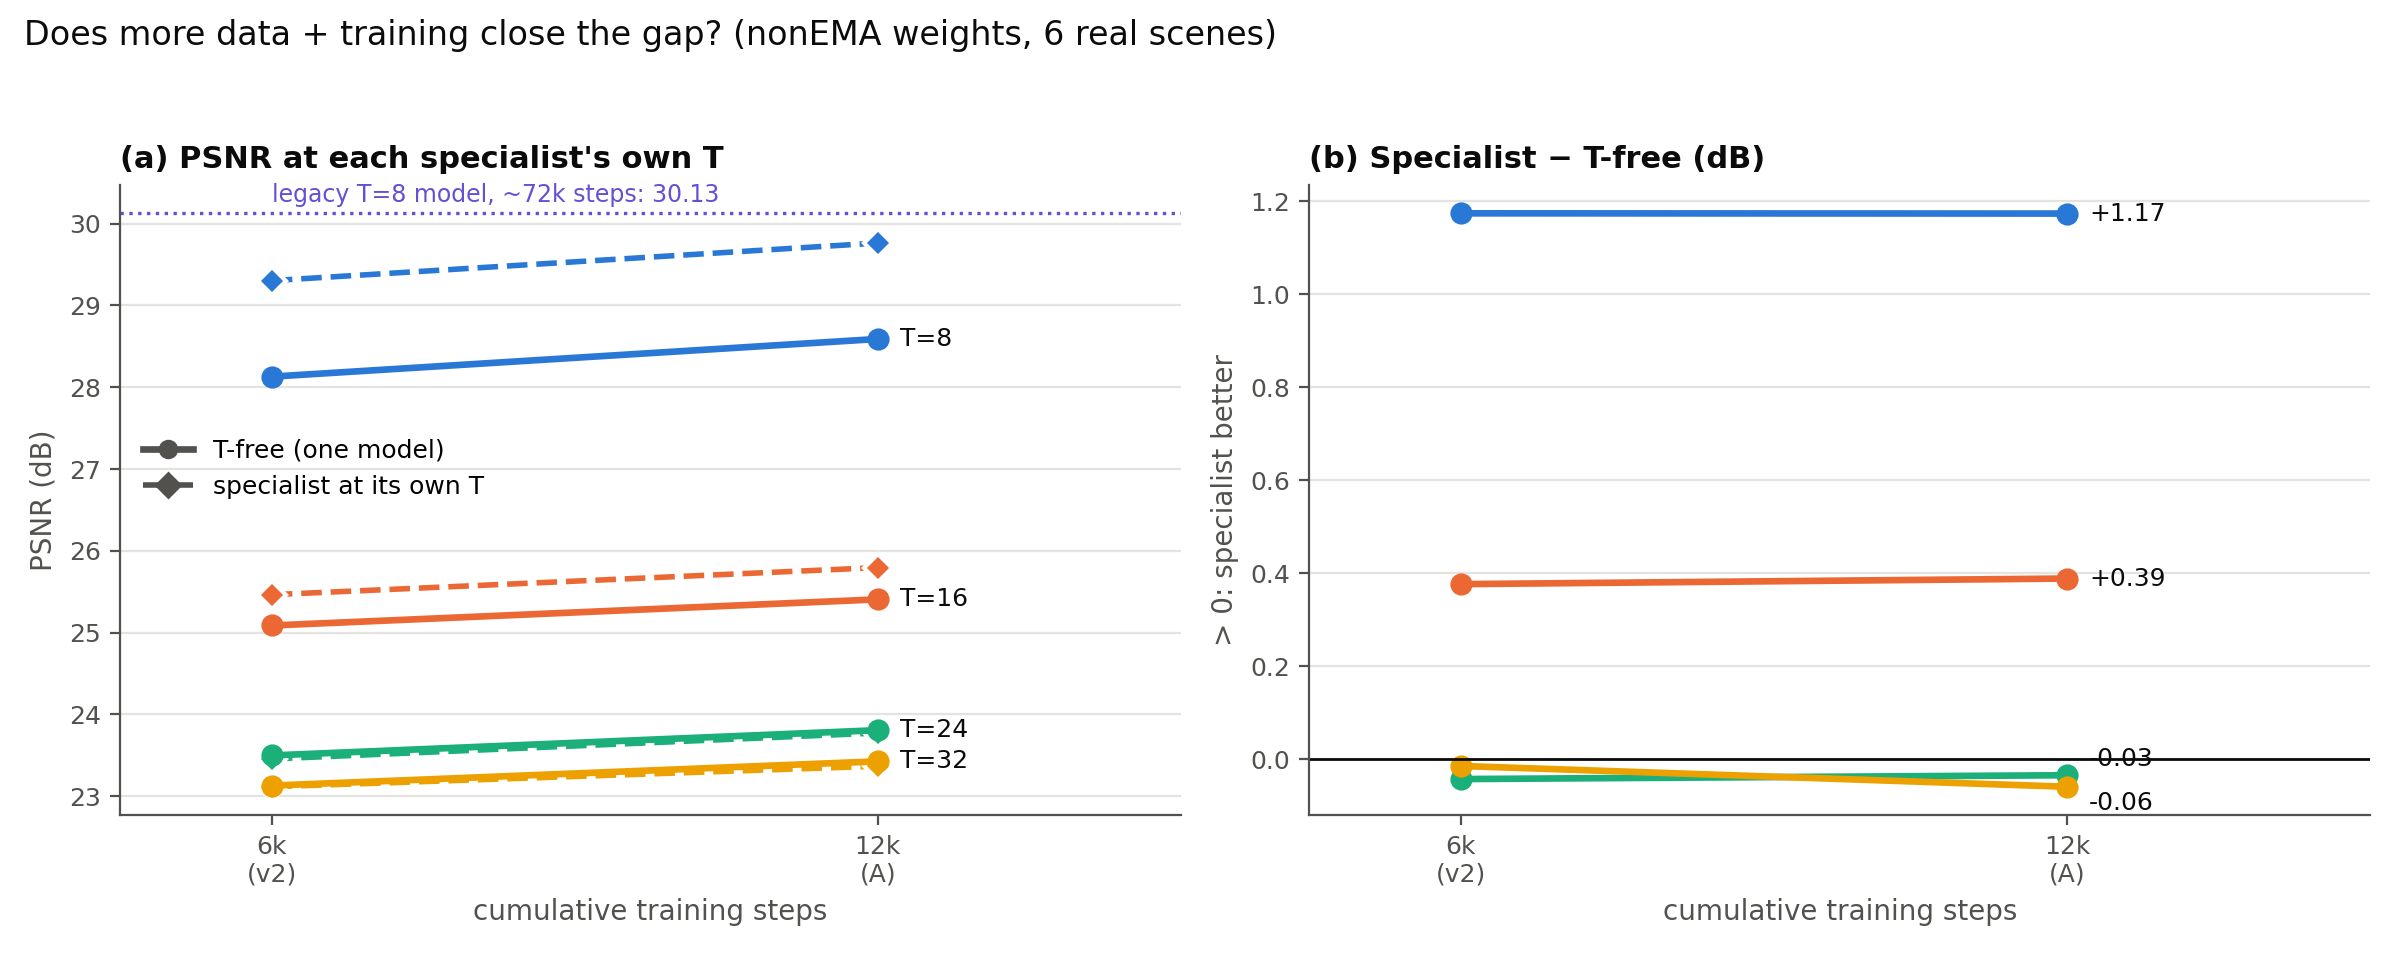 Does more data + training close the gap? (nonEMA weights, 6 real scenes)
(a) PSNR at each specialist's own T
legacy T=8 model, ~72k steps: 30.13
30
29
28
27
26
25
24
23
PSNR (dB)
T-free (one model)
specialist at its own T
T=8
T=16
T=24
T=32
6k
(v2)
12k
(A)
cumulative training steps
(b) Specialist − T-free (dB)
1.2
1.0
0.8
0.6
0.4
0.2
0.0
> 0: specialist better
+1.17
+0.39
-0.03
-0.06
6k
(v2)
12k
(A)
cumulative training steps